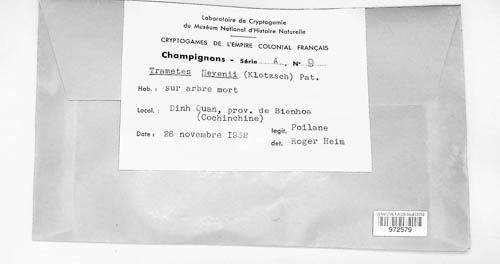 Laboratoire de Cryptogamie
du Muséum National d'Histoire Naturelle
CRYPTOGAMES DE L'EMPIRE COLONIAL FRANÇAIS
Champignons - Série A, N° 9
Trametes Meyenii (Klotzsch) Pat.
Hab.: sur arbre mort
Local.: Dinh Quan, prov. de Bienhoa
(Cochinchine)
Date: 26 novembre 1932
legit. Poilane
det. Roger Heim
972579